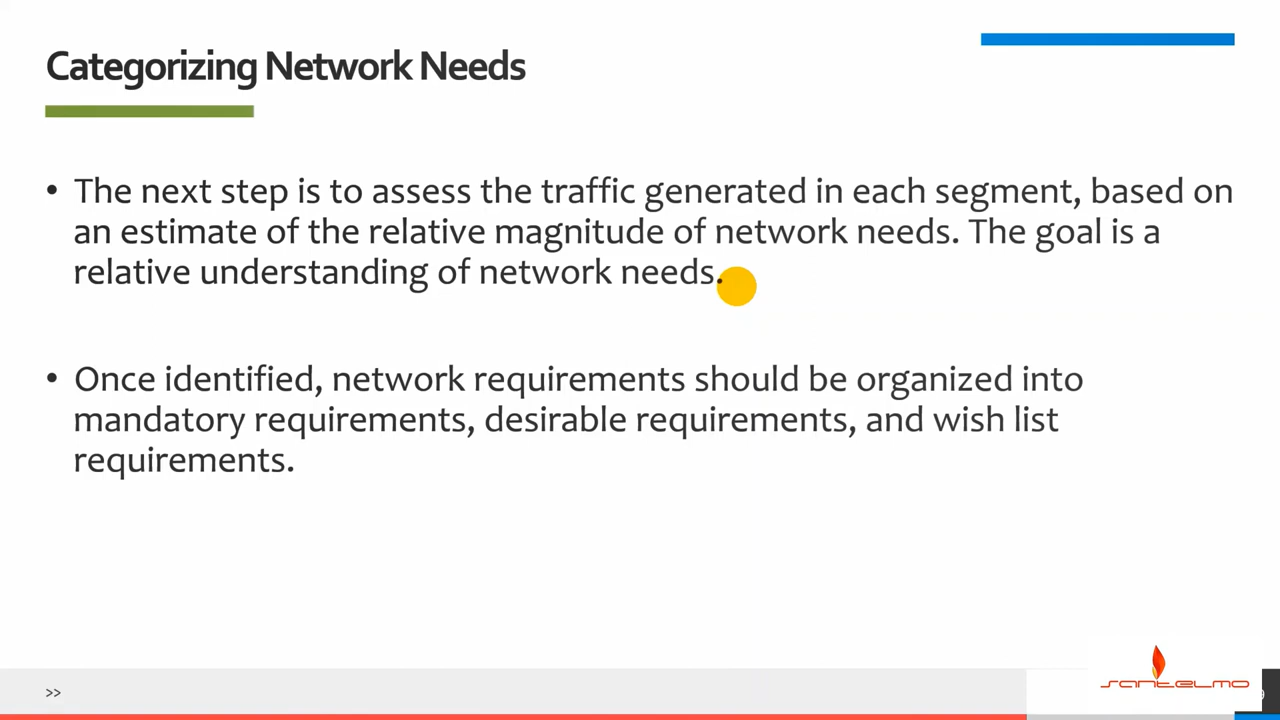 Categorizing Network Needs
• The next step is to assess the traffic generated in each segment, based on
an estimate of the relative magnitude of network needs. The goal is a
relative understanding of network needs.
• Once identified, network requirements should be organized into
mandatory requirements, desirable requirements, and wish list
requirements.
>>
santelmo